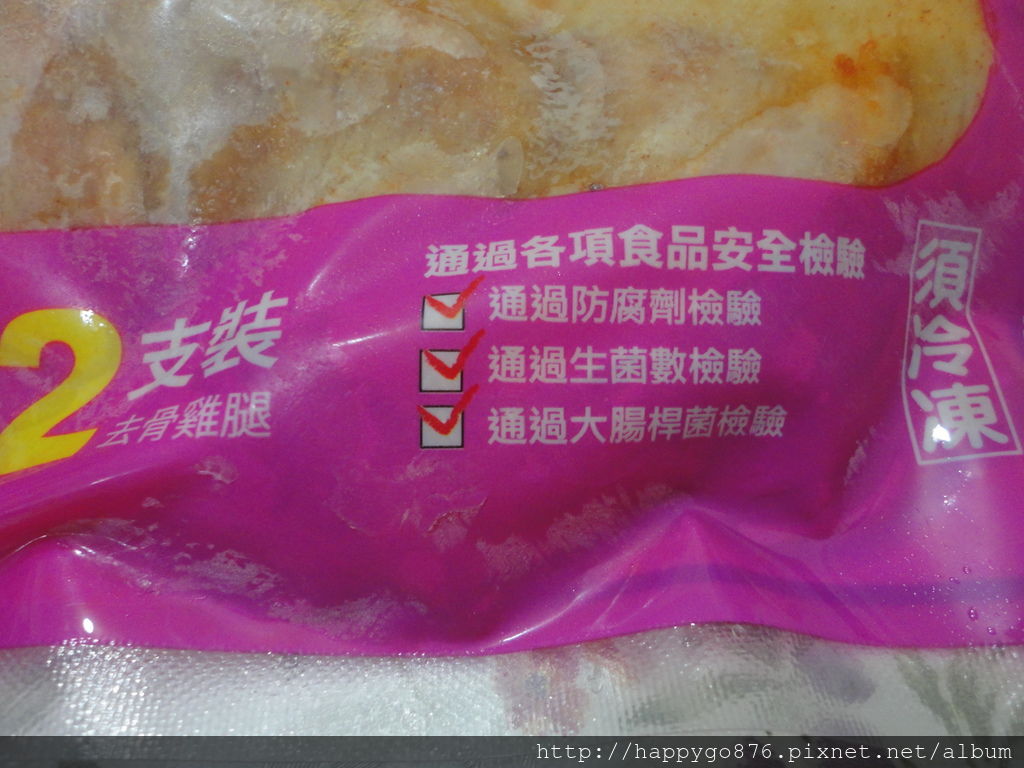 通過各項食品安全檢驗
通過防腐劑檢驗
通過生菌數檢驗
通過大腸桿菌檢驗
2支裝
去骨雞腿
須冷凍
http://happygo876.pixnet.net/album